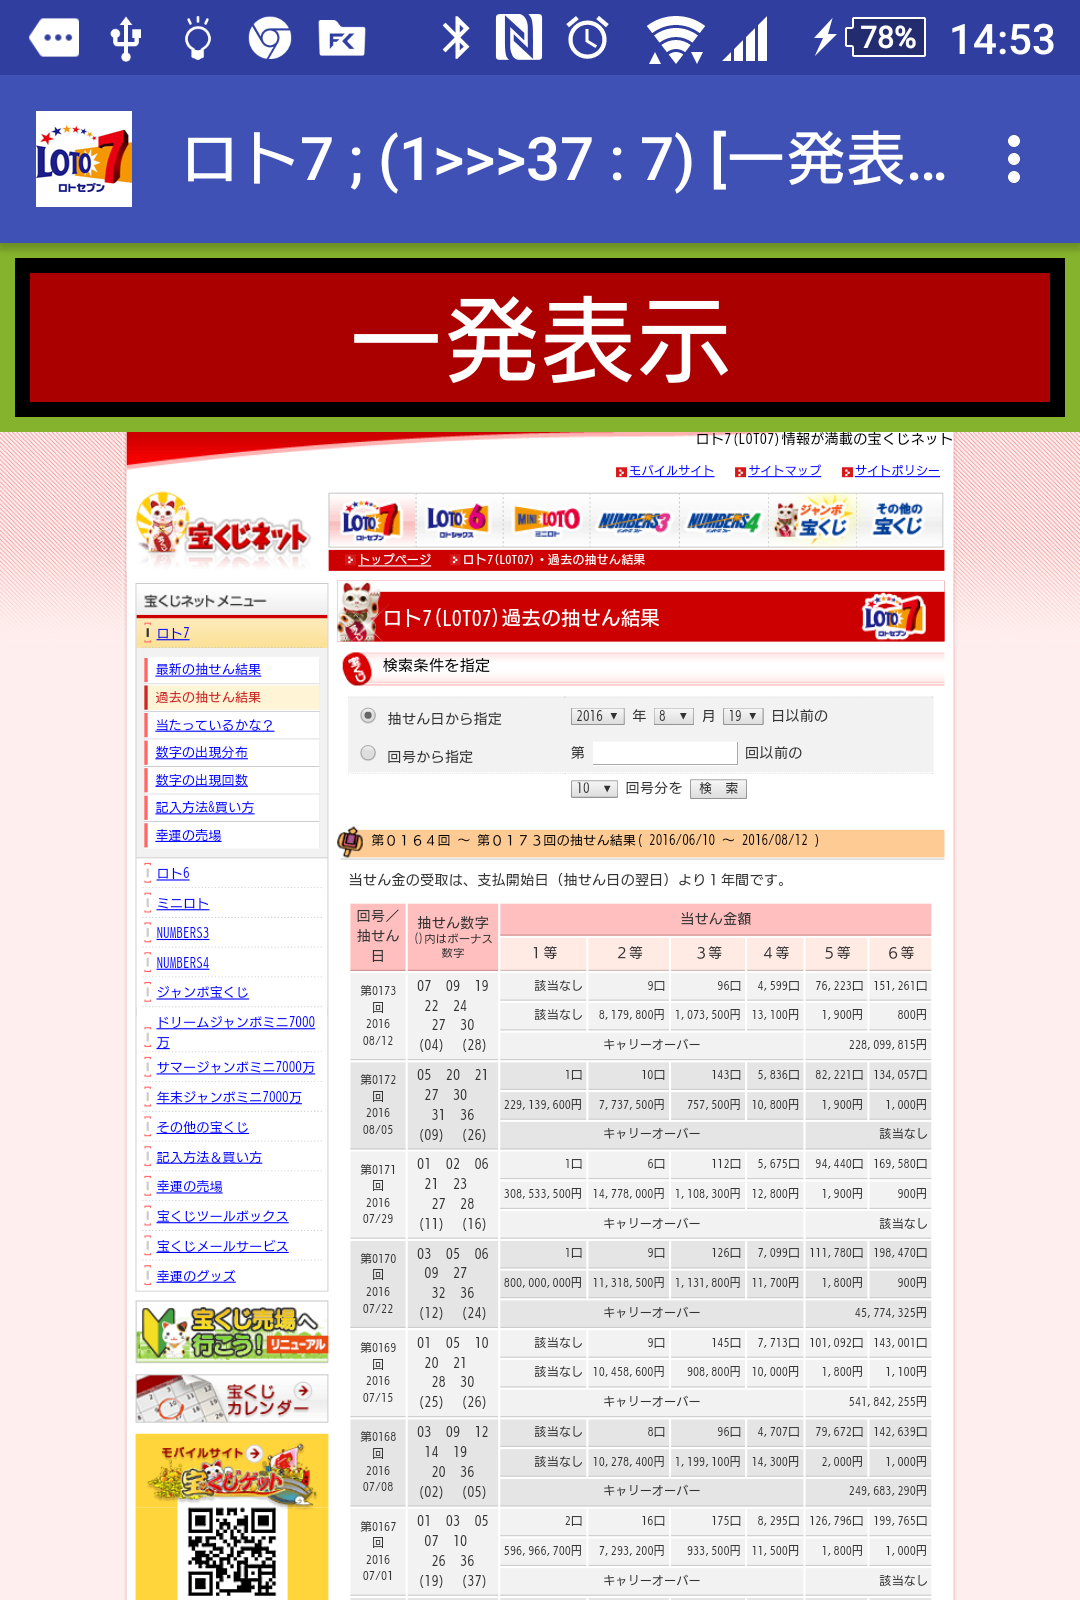 78% 14:53
LOTO 7 ロトセブン
ロト7 ; (1>>>37 : 7) [一発表...
一発表示
ロト7(LOTO7)情報が満載の宝くじネット
モバイルサイト サイトマップ サイトポリシー
宝くじネット
LOTO 7 ロトセブン LOTO 6 ロトシックス MINI LOTO ミニロト NUMBERS3 NUMBERS4 ジャンボ宝くじ その他の宝くじ
トップページ ロト7(LOTO7)・過去の抽せん結果
宝くじネット メニュー
ロト7
最新の抽せん結果
過去の抽せん結果
当たっているかな?
数字の出現分布
数字の出現回数
記入方法&買い方
幸運の売場
ロト6
ミニロト
NUMBERS3
NUMBERS4
ジャンボ宝くじ
ドリームジャンボミニ7000
万
サマージャンボミニ7000万
年末ジャンボミニ7000万
その他の宝くじ
記入方法＆買い方
幸運の売場
宝くじツールボックス
宝くじメールサービス
幸運のグッズ
宝くじ売場へ
行こう! リニューアル
宝くじ
カレンダー
モバイルサイト
宝くじゲット
ロト7(LOTO7)過去の抽せん結果
検索条件を指定
抽せん日から指定 2016 ▼ 年 8 ▼ 月 19 ▼ 日以前の
回号から指定 第 回以前の
10 ▼ 回号分を 検 索
第０１６４回 ～ 第０１７３回の抽せん結果( 2016/06/10 ～ 2016/08/12 )
当せん金の受取は、支払開始日（抽せん日の翌日）より１年間です。
回号／抽せん日 抽せん数字 ()内はボーナス数字 当せん金額
１等 ２等 ３等 ４等 ５等 ６等
第0173回 2016 08/12
07 09 19
22 24
27 30
(04) (28)
該当なし 9口 96口 4,599口 76,223口 151,261口
該当なし 8,179,800円 1,073,500円 13,100円 1,900円 800円
キャリーオーバー 228,099,815円
第0172回 2016 08/05
05 20 21
27 30
31 36
(09) (26)
1口 10口 143口 5,836口 82,221口 134,057口
229,139,600円 7,737,500円 757,500円 10,800円 1,900円 1,000円
キャリーオーバー 該当なし
第0171回 2016 07/29
01 02 06
21 23
27 28
(11) (16)
1口 6口 112口 5,675口 94,440口 169,580口
308,533,500円 14,778,000円 1,108,300円 12,800円 1,900円 900円
キャリーオーバー 該当なし
第0170回 2016 07/22
03 05 06
09 27
32 36
(12) (24)
1口 9口 126口 7,099口 111,780口 198,470口
800,000,000円 11,318,500円 1,131,800円 11,700円 1,800円 900円
キャリーオーバー 45,774,325円
第0169回 2016 07/15
01 05 10
20 21
28 30
(25) (26)
該当なし 9口 145口 7,713口 101,092口 143,001口
該当なし 10,458,600円 908,800円 10,000円 1,800円 1,100円
キャリーオーバー 541,842,255円
第0168回 2016 07/08
03 09 12
14 19
20 36
(02) (05)
該当なし 8口 96口 4,707口 79,672口 142,639口
該当なし 10,278,400円 1,199,100円 14,300円 2,000円 1,000円
キャリーオーバー 249,683,290円
第0167回 2016 07/01
01 03 05
07 10
26 36
(19) (37)
2口 16口 175口 8,295口 126,796口 199,765口
596,966,700円 7,293,200円 933,500円 11,500円 1,800円 1,000円
キャリーオーバー 該当なし